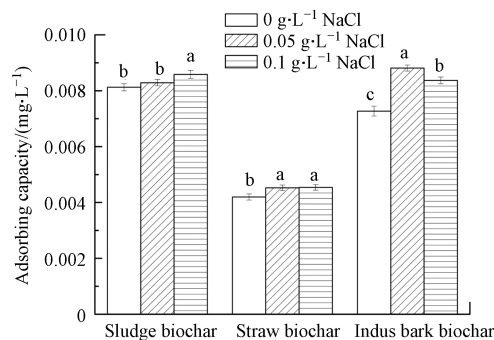 0 g·L⁻¹ NaCl
0.05 g·L⁻¹ NaCl
0.1 g·L⁻¹ NaCl
Adsorbing capacity/(mg·L⁻¹)
0.010
0.008
0.006
0.004
0.002
0
b b a
b a a
c a b
Sludge biochar Straw biochar Indus bark biochar